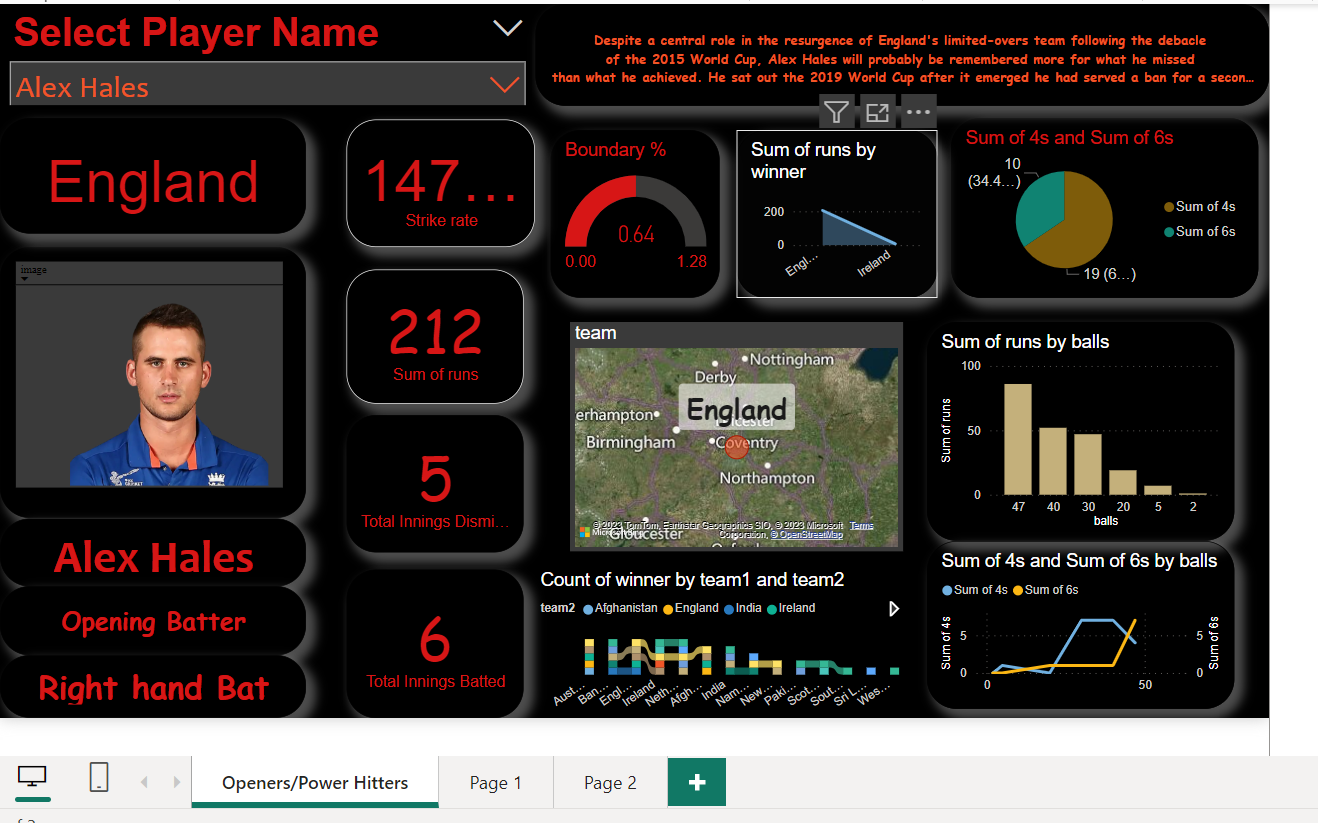 Select Player Name
Alex Hales
Despite a central role in the resurgence of England's limited-overs team following the debacle
of the 2015 World Cup, Alex Hales will probably be remembered more for what he missed
than what he achieved. He sat out the 2019 World Cup after it emerged he had served a ban for a secon...
England
147...
Strike rate
Boundary %
0.64
0.00
1.28
Sum of runs by
winner
200
0
Engl...
Ireland
Sum of 4s and Sum of 6s
10
(34.4...)
19 (6...)
Sum of 4s
Sum of 6s
image
212
Sum of runs
5
Total Innings Dismi...
6
Total Innings Batted
Alex Hales
Opening Batter
Right hand Bat
team
Nottingham
Derby
England
erhampton
Leicester
Birmingham
Coventry
Northampton
© 2023 TomTom, Earthstar Geographics SIO, © 2023 Microsoft Terms
Corporation, © OpenStreetMap
Gloucester
Sum of runs by balls
Sum of runs
100
50
0
47 40 30 20 5 2
balls
Count of winner by team1 and team2
team2 Afghanistan England India Ireland
Aust... Ban... Engl... Ireland Neth... Afgh... India Nam... New... Paki... Scot... Sout... Sri L... Wes...
Sum of 4s and Sum of 6s by balls
Sum of 4s Sum of 6s
Sum of 4s
5
0
0
50
5
0
Sum of 6s
Openers/Power Hitters
Page 1
Page 2
+